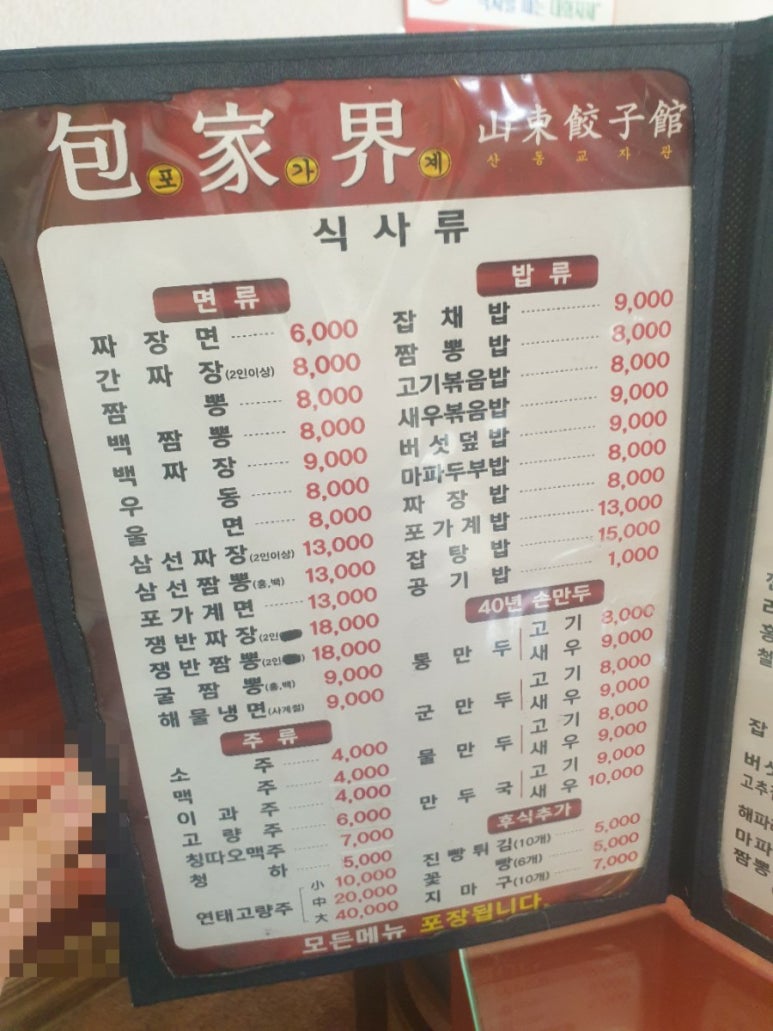 包家界 山東餃子館
포가계 산동교자관
식사류
면류
짜장면 6,000
간짜장(2인이상) 8,000
짬뽕 8,000
백짬뽕 8,000
백짜장 9,000
우동 8,000
울면 8,000
삼선짜장(2인이상) 13,000
삼선짬뽕(홍,백) 13,000
포가계면 13,000
쟁반짜장(2인 18,000
쟁반짬뽕(2인 18,000
굴짬뽕(홍,백) 9,000
해물냉면(사계절) 9,000
주류
소주 4,000
맥주 4,000
이과주 4,000
고량주 6,000
칭따오맥주 7,000
청하 5,000
연태고량주 小 10,000
中 20,000
大 40,000
밥류
잡채밥 9,000
짬뽕밥 8,000
고기볶음밥 8,000
새우볶음밥 9,000
버섯덮밥 9,000
마파두부밥 8,000
짜장밥 8,000
포가계밥 13,000
잡탕밥 15,000
공기밥 1,000
40년 손만두
통만두 고기 8,000
새우 9,000
군만두 고기 8,000
새우 9,000
물만두 고기 8,000
새우 9,000
만두국 고기 9,000
새우 10,000
후식추가
진빵튀김(10개) 5,000
꽃빵(6개) 5,000
지마구(10개) 7,000
모든메뉴 포장됩니다.